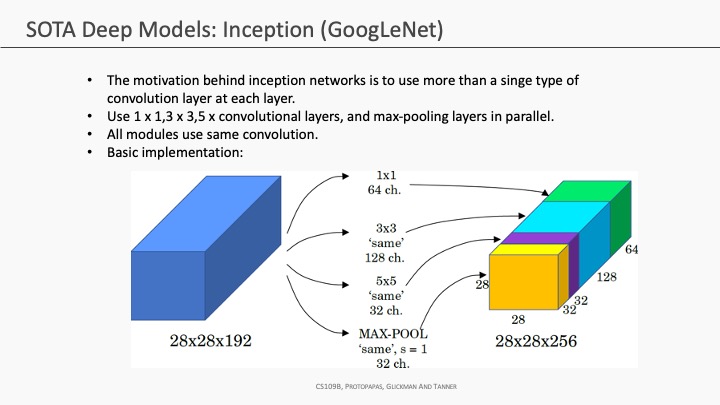 SOTA Deep Models: Inception (GoogLeNet)
• The motivation behind inception networks is to use more than a singe type of
convolution layer at each layer.
• Use 1 x 1,3 x 3,5 x convolutional layers, and max-pooling layers in parallel.
• All modules use same convolution.
• Basic implementation:
1x1
64 ch.
3x3
'same'
128 ch.
5x5
'same'
32 ch.
MAX-POOL
'same', s = 1
32 ch.
28x28x192
64
128
32
32
28
28
28x28x256
CS109B, PROTOPAPAS, GLICKMAN AND TANNER